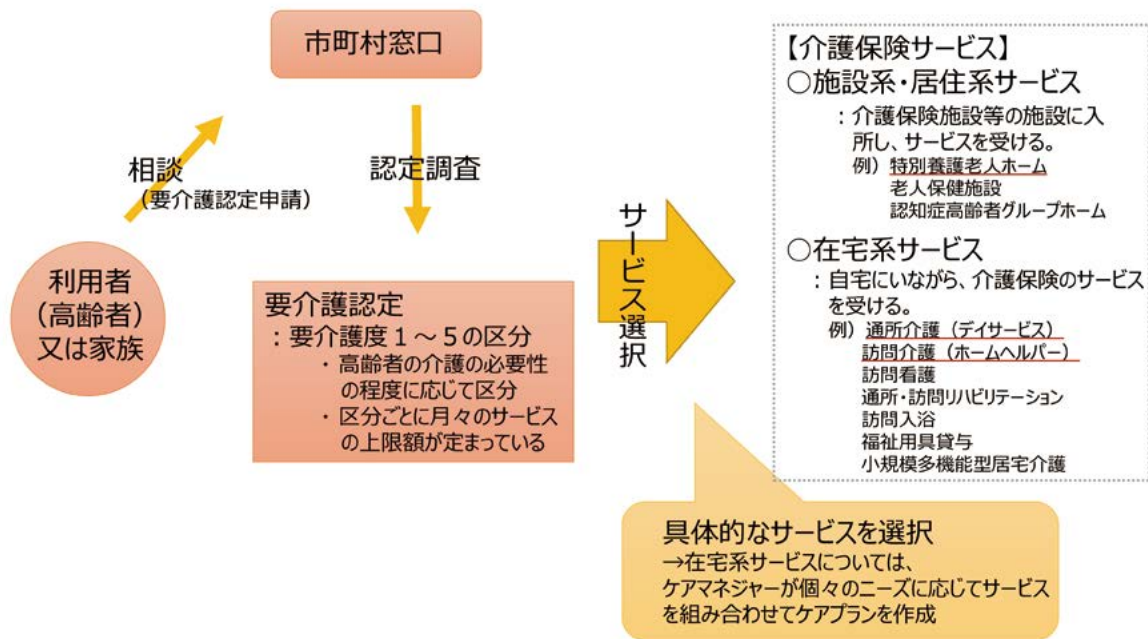 市町村窓口
相談
（要介護認定申請）
認定調査
利用者
（高齢者）
又は家族
要介護認定
：要介護度１～５の区分
・ 高齢者の介護の必要性
の程度に応じて区分
・ 区分ごとに月々のサービス
の上限額が定まっている
サービス選択
【介護保険サービス】
○施設系・居住系サービス
：介護保険施設等の施設に入
所し、サービスを受ける。
例）特別養護老人ホーム
老人保健施設
認知症高齢者グループホーム
○在宅系サービス
：自宅にいながら、介護保険のサービス
を受ける。
例）通所介護（デイサービス）
訪問介護（ホームヘルパー）
訪問看護
通所・訪問リハビリテーション
訪問入浴
福祉用具貸与
小規模多機能型居宅介護
具体的なサービスを選択
→在宅系サービスについては、
ケアマネジャーが個々のニーズに応じてサービス
を組み合わせてケアプランを作成